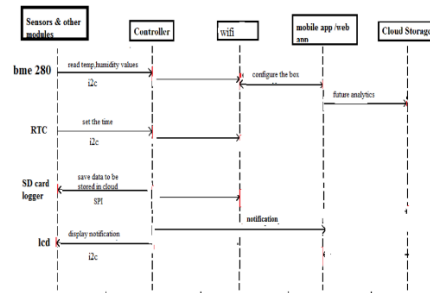 Sensors & other
modules
Controller
wifi
mobile app /web
app
Cloud Storage
bme 280
read temp,humidity values
i2c
configure the box
future analytics
RTC
set the time
i2c
SD card
logger
save data to be
stored in cloud
SPI
notification
lcd
display notification
i2c